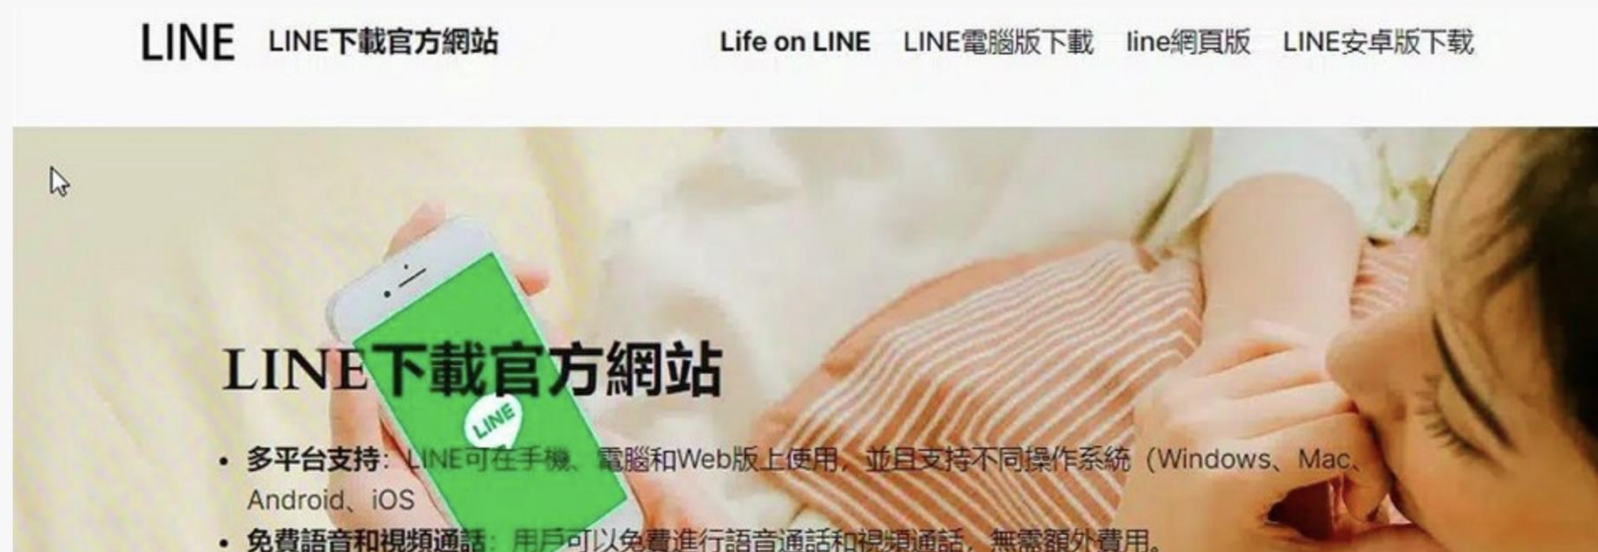 LINE LINE下載官方網站 Life on LINE LINE電腦版下載 line網頁版 LINE安卓版下载
LINE下載官方網站
LINE
• 多平台支持：LINE可在手機、電腦和Web版上使用，並且支持不同操作系統（Windows、Mac、
Android、iOS
• 免費語音和視頻通話：用戶可以免費進行語音通話和視頻通話，無需額外費用。